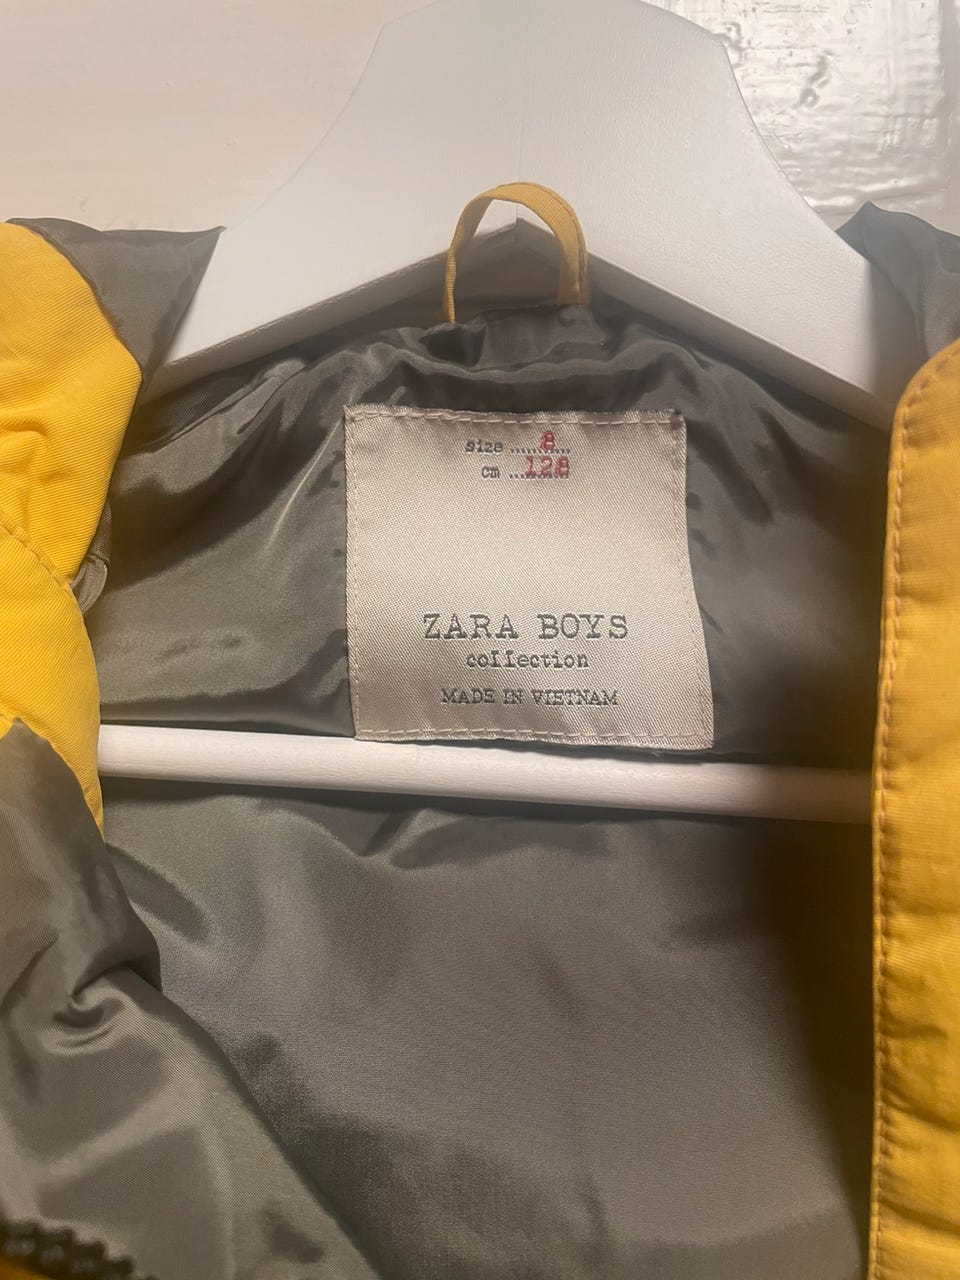 size ........8....
cm ...128
ZARA BOYS
collection
MADE IN VIETNAM